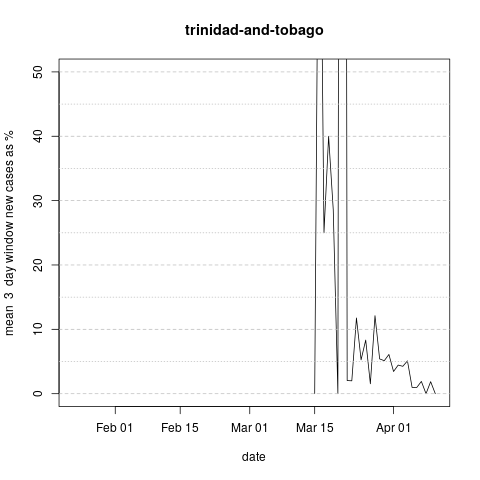 trinidad-and-tobago
mean 3 day window new cases as %
50
40
30
20
10
0
Feb 01 Feb 15 Mar 01 Mar 15 Apr 01
date